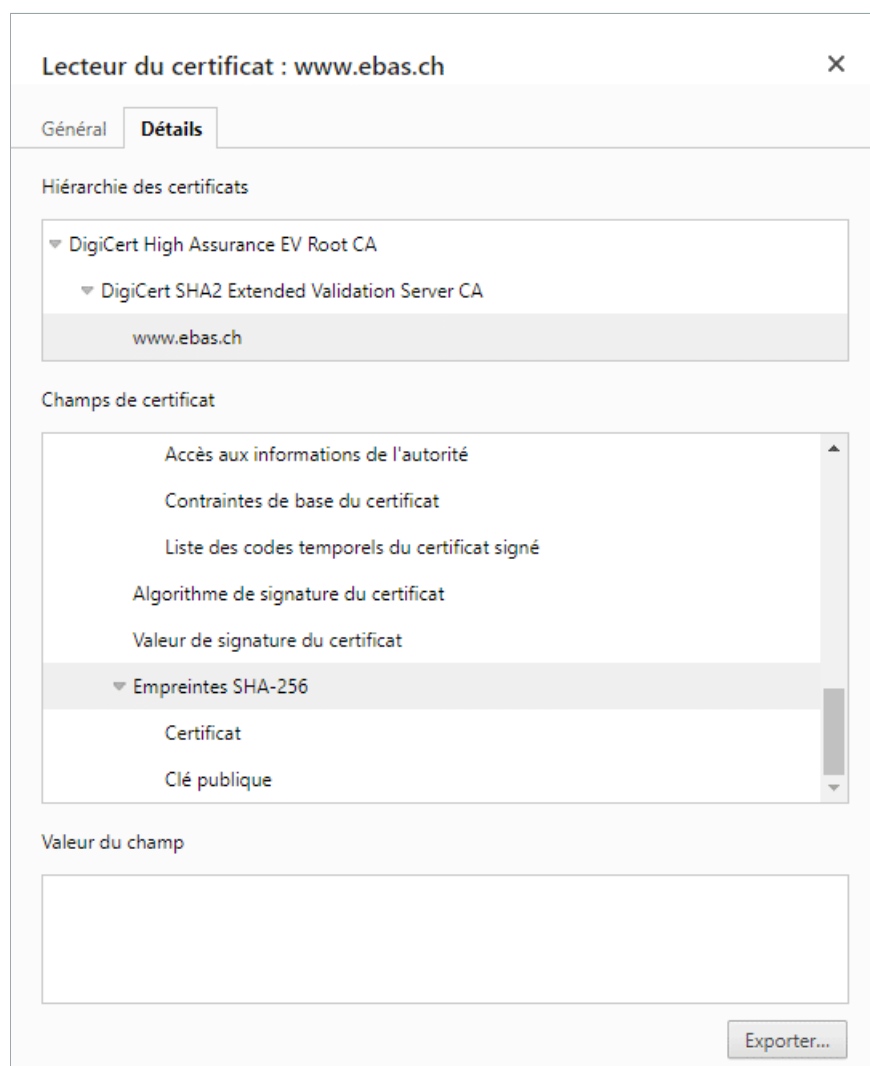 Lecteur du certificat : www.ebas.ch
Général Détails
Hiérarchie des certificats
DigiCert High Assurance EV Root CA
DigiCert SHA2 Extended Validation Server CA
www.ebas.ch
Champs de certificat
Accès aux informations de l'autorité
Contraintes de base du certificat
Liste des codes temporels du certificat signé
Algorithme de signature du certificat
Valeur de signature du certificat
Empreintes SHA-256
Certificat
Clé publique
Valeur du champ
Exporter...